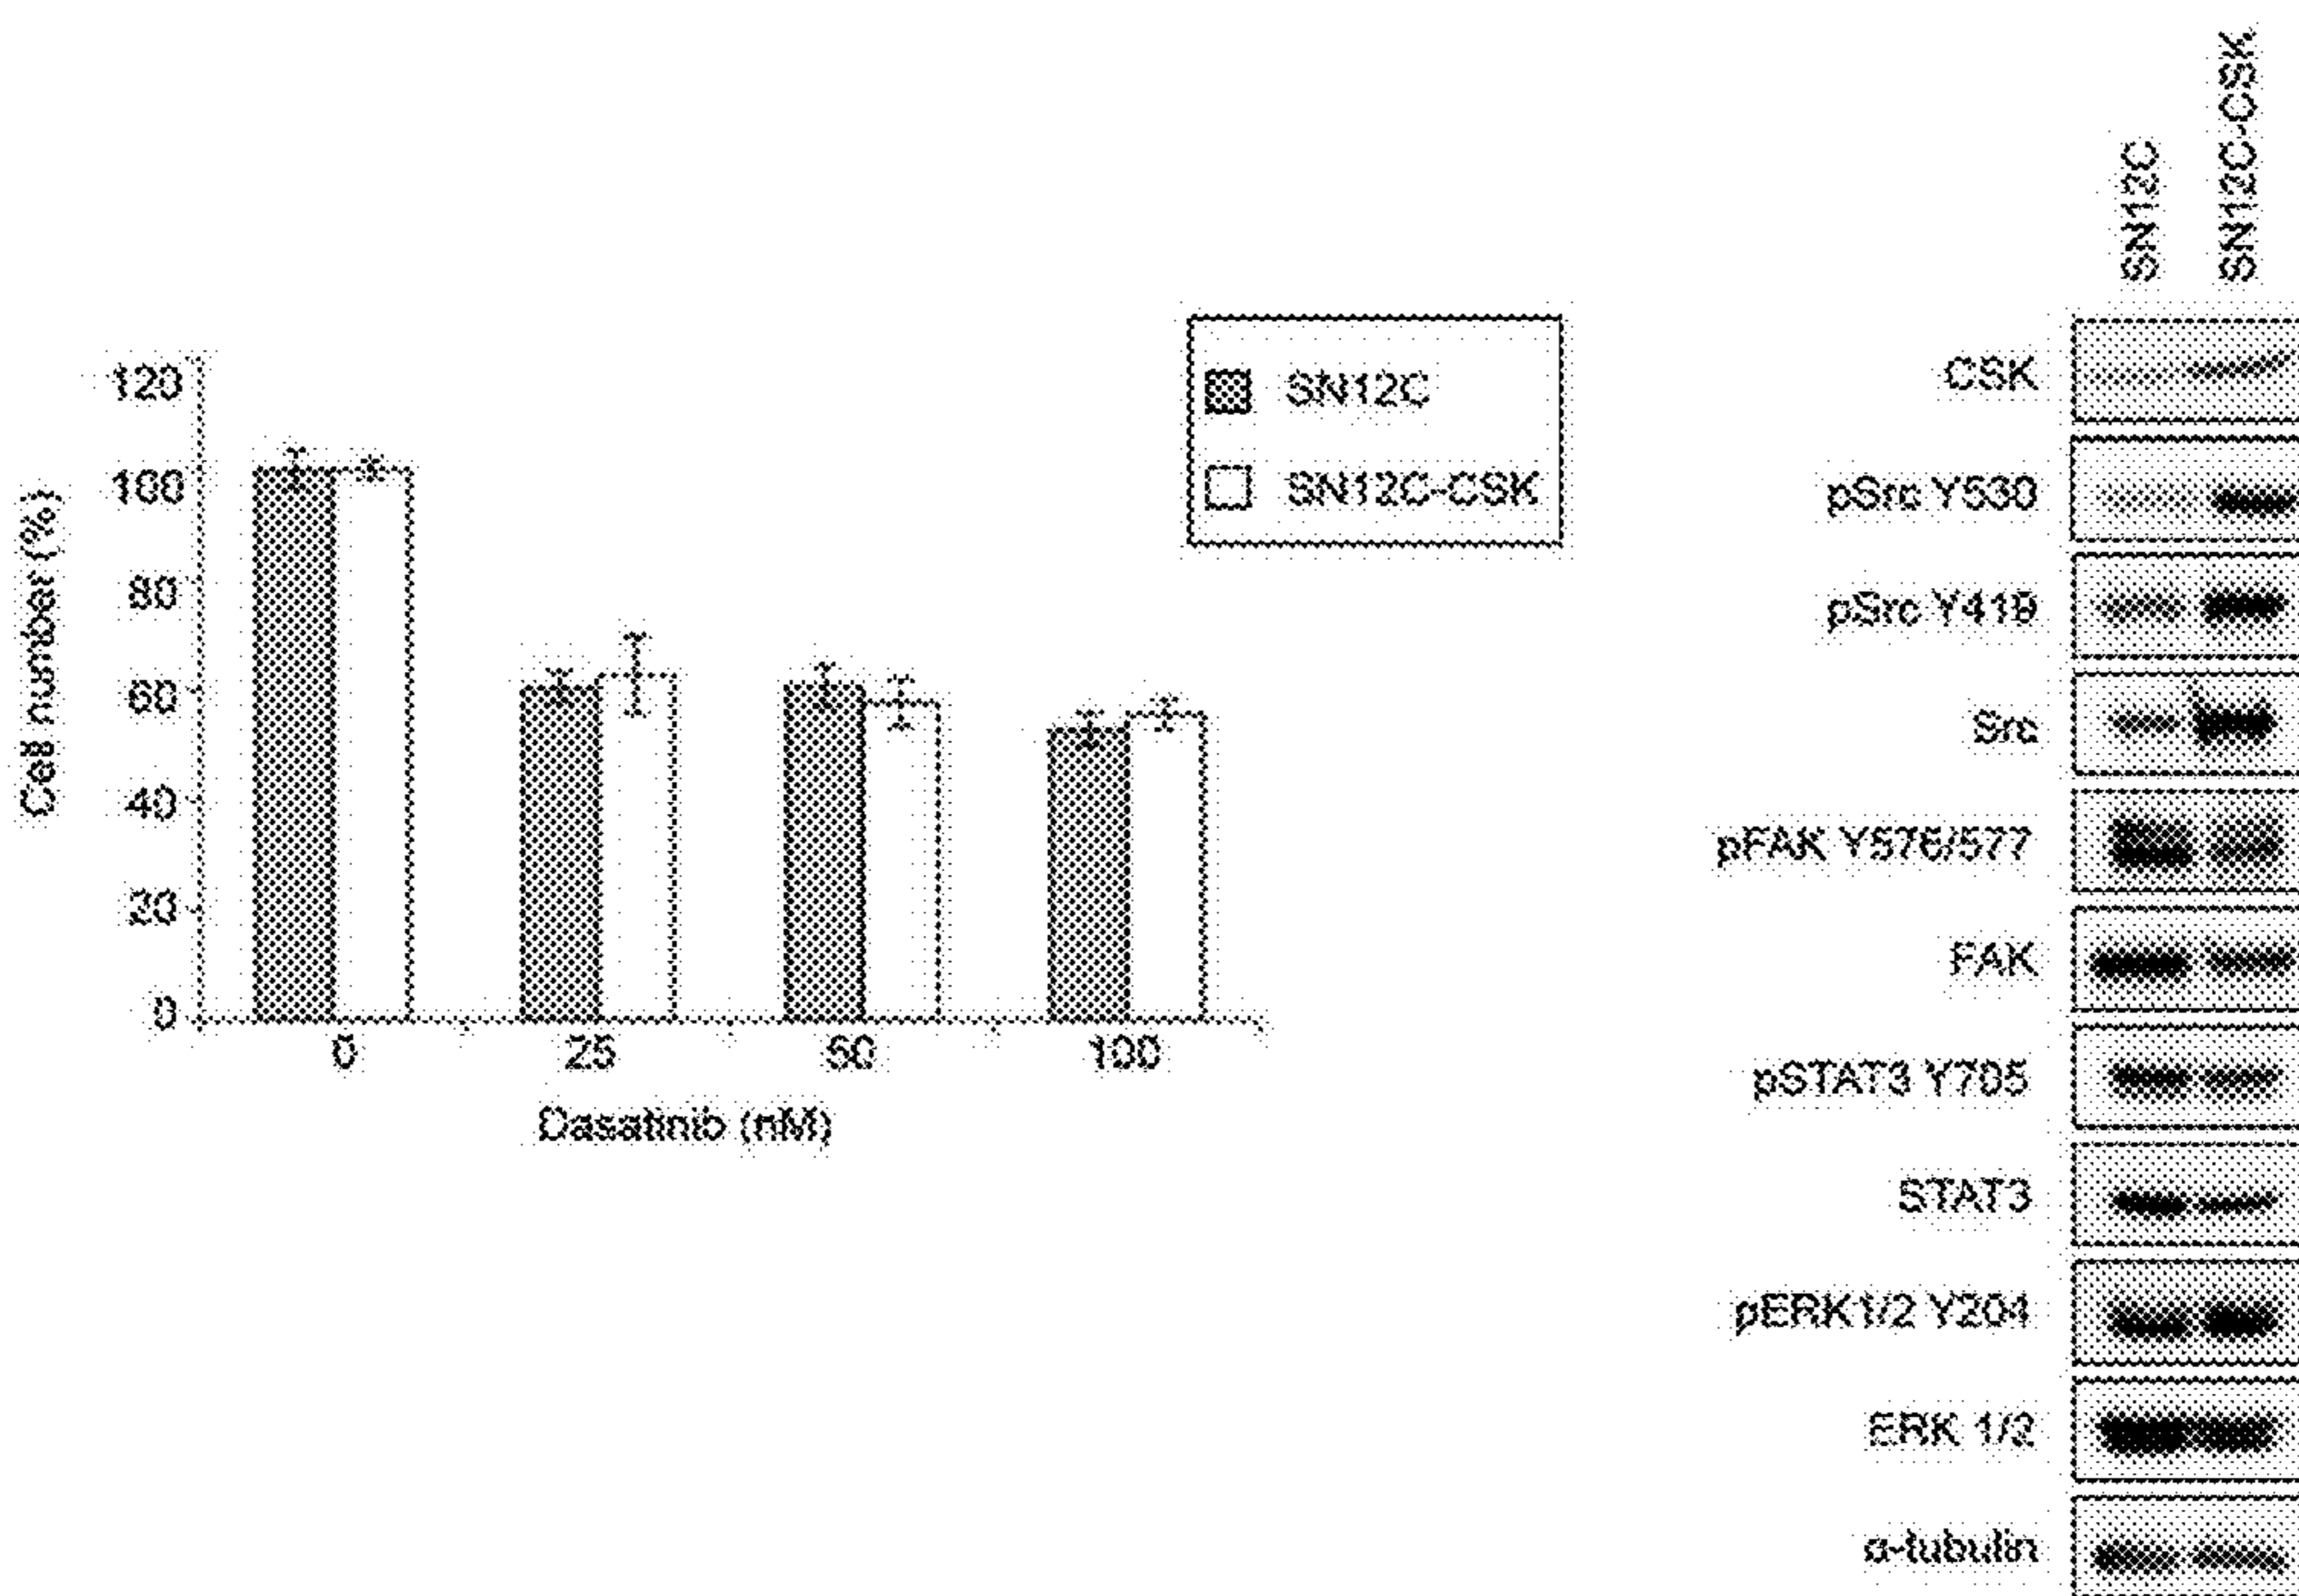 Cell number (%)
120
100
80
60
40
20
0
0 25 50 100
Dasatinib (nM)
SN12C
SN12C-CSK
SN12C SN12C-CSK
CSK
pSrc Y530
pSrc Y419
Src
pFAK Y576/577
FAK
pSTAT3 Y705
STAT3
pERK1/2 Y204
ERK 1/2
α-tubulin